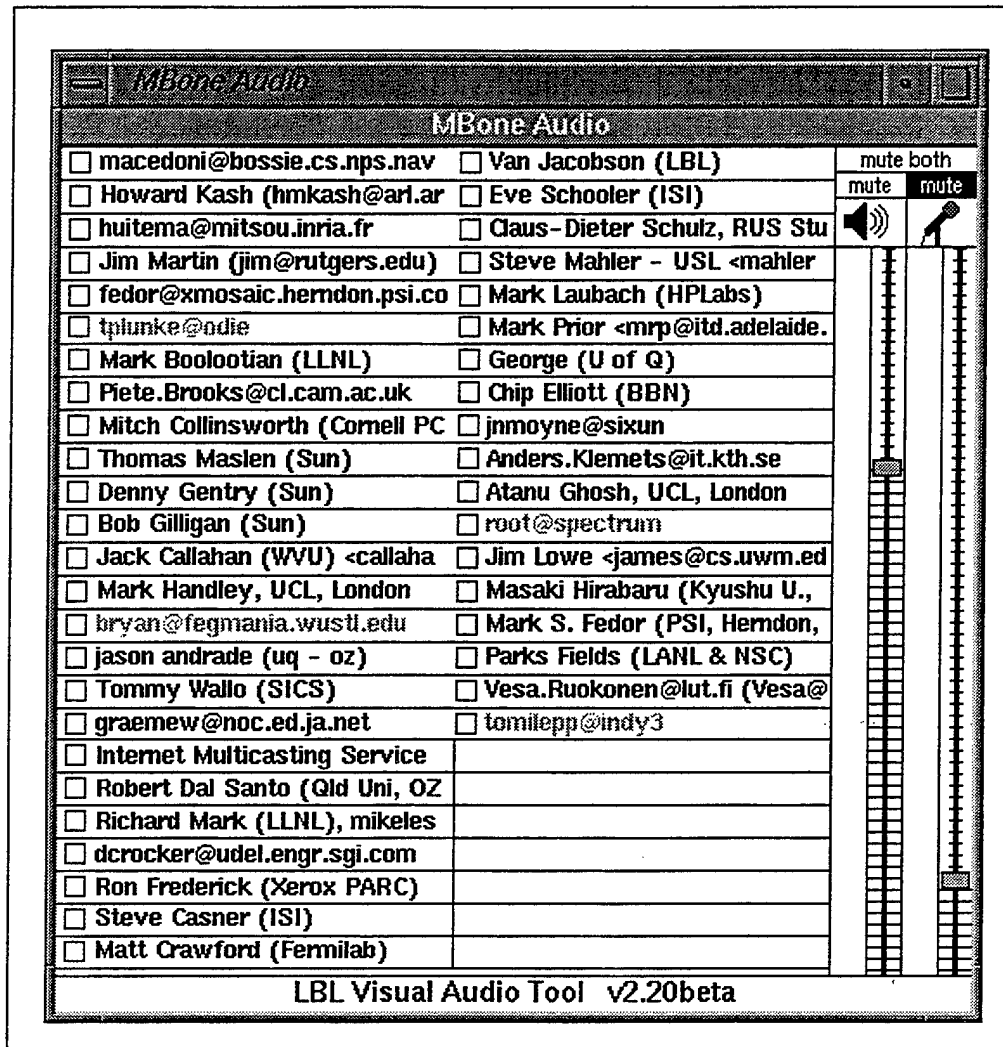 MBone Audio
MBone Audio
macedoni@bossie.cs.nps.nav
Howard Kash (hmkash@arl.ar
huitema@mitsou.inria.fr
Jim Martin (jim@rutgers.edu)
fedor@xmosaic.herndon.psi.co
tplunke@odie
Mark Boolootian (LLNL)
Piete.Brooks@cl.cam.ac.uk
Mitch Collinsworth (Cornell PC
Thomas Maslen (Sun)
Denny Gentry (Sun)
Bob Gilligan (Sun)
Jack Callahan (WVU) <callaha
Mark Handley, UCL, London
bryan@fegmania.wustl.edu
jason andrade (uq - oz)
Tommy Wallo (SICS)
graemew@noc.ed.ja.net
Internet Multicasting Service
Robert Dal Santo (Qld Uni, OZ
Richard Mark (LLNL), mikeles
dcrocker@udel.engr.sgi.com
Ron Frederick (Xerox PARC)
Steve Casner (ISI)
Matt Crawford (Fermilab)
Van Jacobson (LBL)
Eve Schooler (ISI)
Claus-Dieter Schulz, RUS Stu
Steve Mahler - USL <mahler
Mark Laubach (HPLabs)
Mark Prior <mrp@itd.adelaide.
George (U of Q)
Chip Elliott (BBN)
jnmoyne@sixun
Anders.Klemets@it.kth.se
Atanu Ghosh, UCL, London
root@spectrum
Jim Lowe <james@cs.uwm.ed
Masaki Hirabaru (Kyushu U.,
Mark S. Fedor (PSI, Herndon,
Parks Fields (LANL & NSC)
Vesa.Ruokonen@lut.fi (Vesa@
tomilepp@indy3
mute both
mute mute
LBL Visual Audio Tool v2.20beta